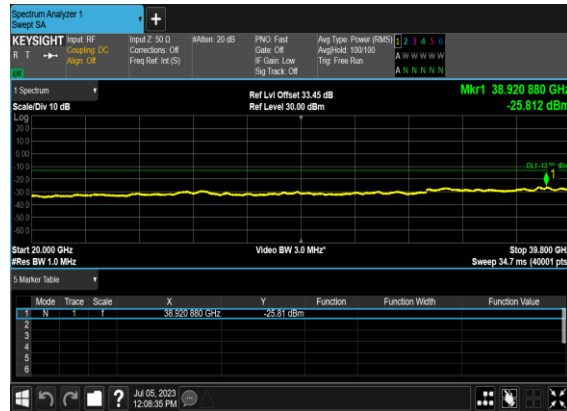 Spectrum Analyzer 1
Swept SA
KEYSIGHT Input: RF Input Z: 50 Ω #Atten: 20 dB PNO: Fast Avg Type: Power (RMS) 1 2 3 4 5 6
R T Coupling: DC Corrections: Off Gate: Off Avg|Hold: 100/100 A W W W W W
Align: Off Freq Ref: Int (S) IF Gain: Low Trig: Free Run
Sig Track: Off A N N N N N
1 Spectrum Ref Lvl Offset 33.45 dB Mkr1 38.920 880 GHz
Scale/Div 10 dB Ref Level 30.00 dBm -25.812 dBm
Log
20.0
10.0
0.00
-10.0
-20.0
-30.0
-40.0
-50.0
-60.0
1
Start 20.000 GHz Video BW 3.0 MHz* Stop 39.800 GHz
#Res BW 1.0 MHz Sweep 34.7 ms (40001 pts)
5 Marker Table
Mode Trace Scale X Y Function Function Width Function Value
1 N 1 f 38.920 880 GHz -25.81 dBm
2
3
4
5
6
? Jul 05, 2023
12:08:35 PM